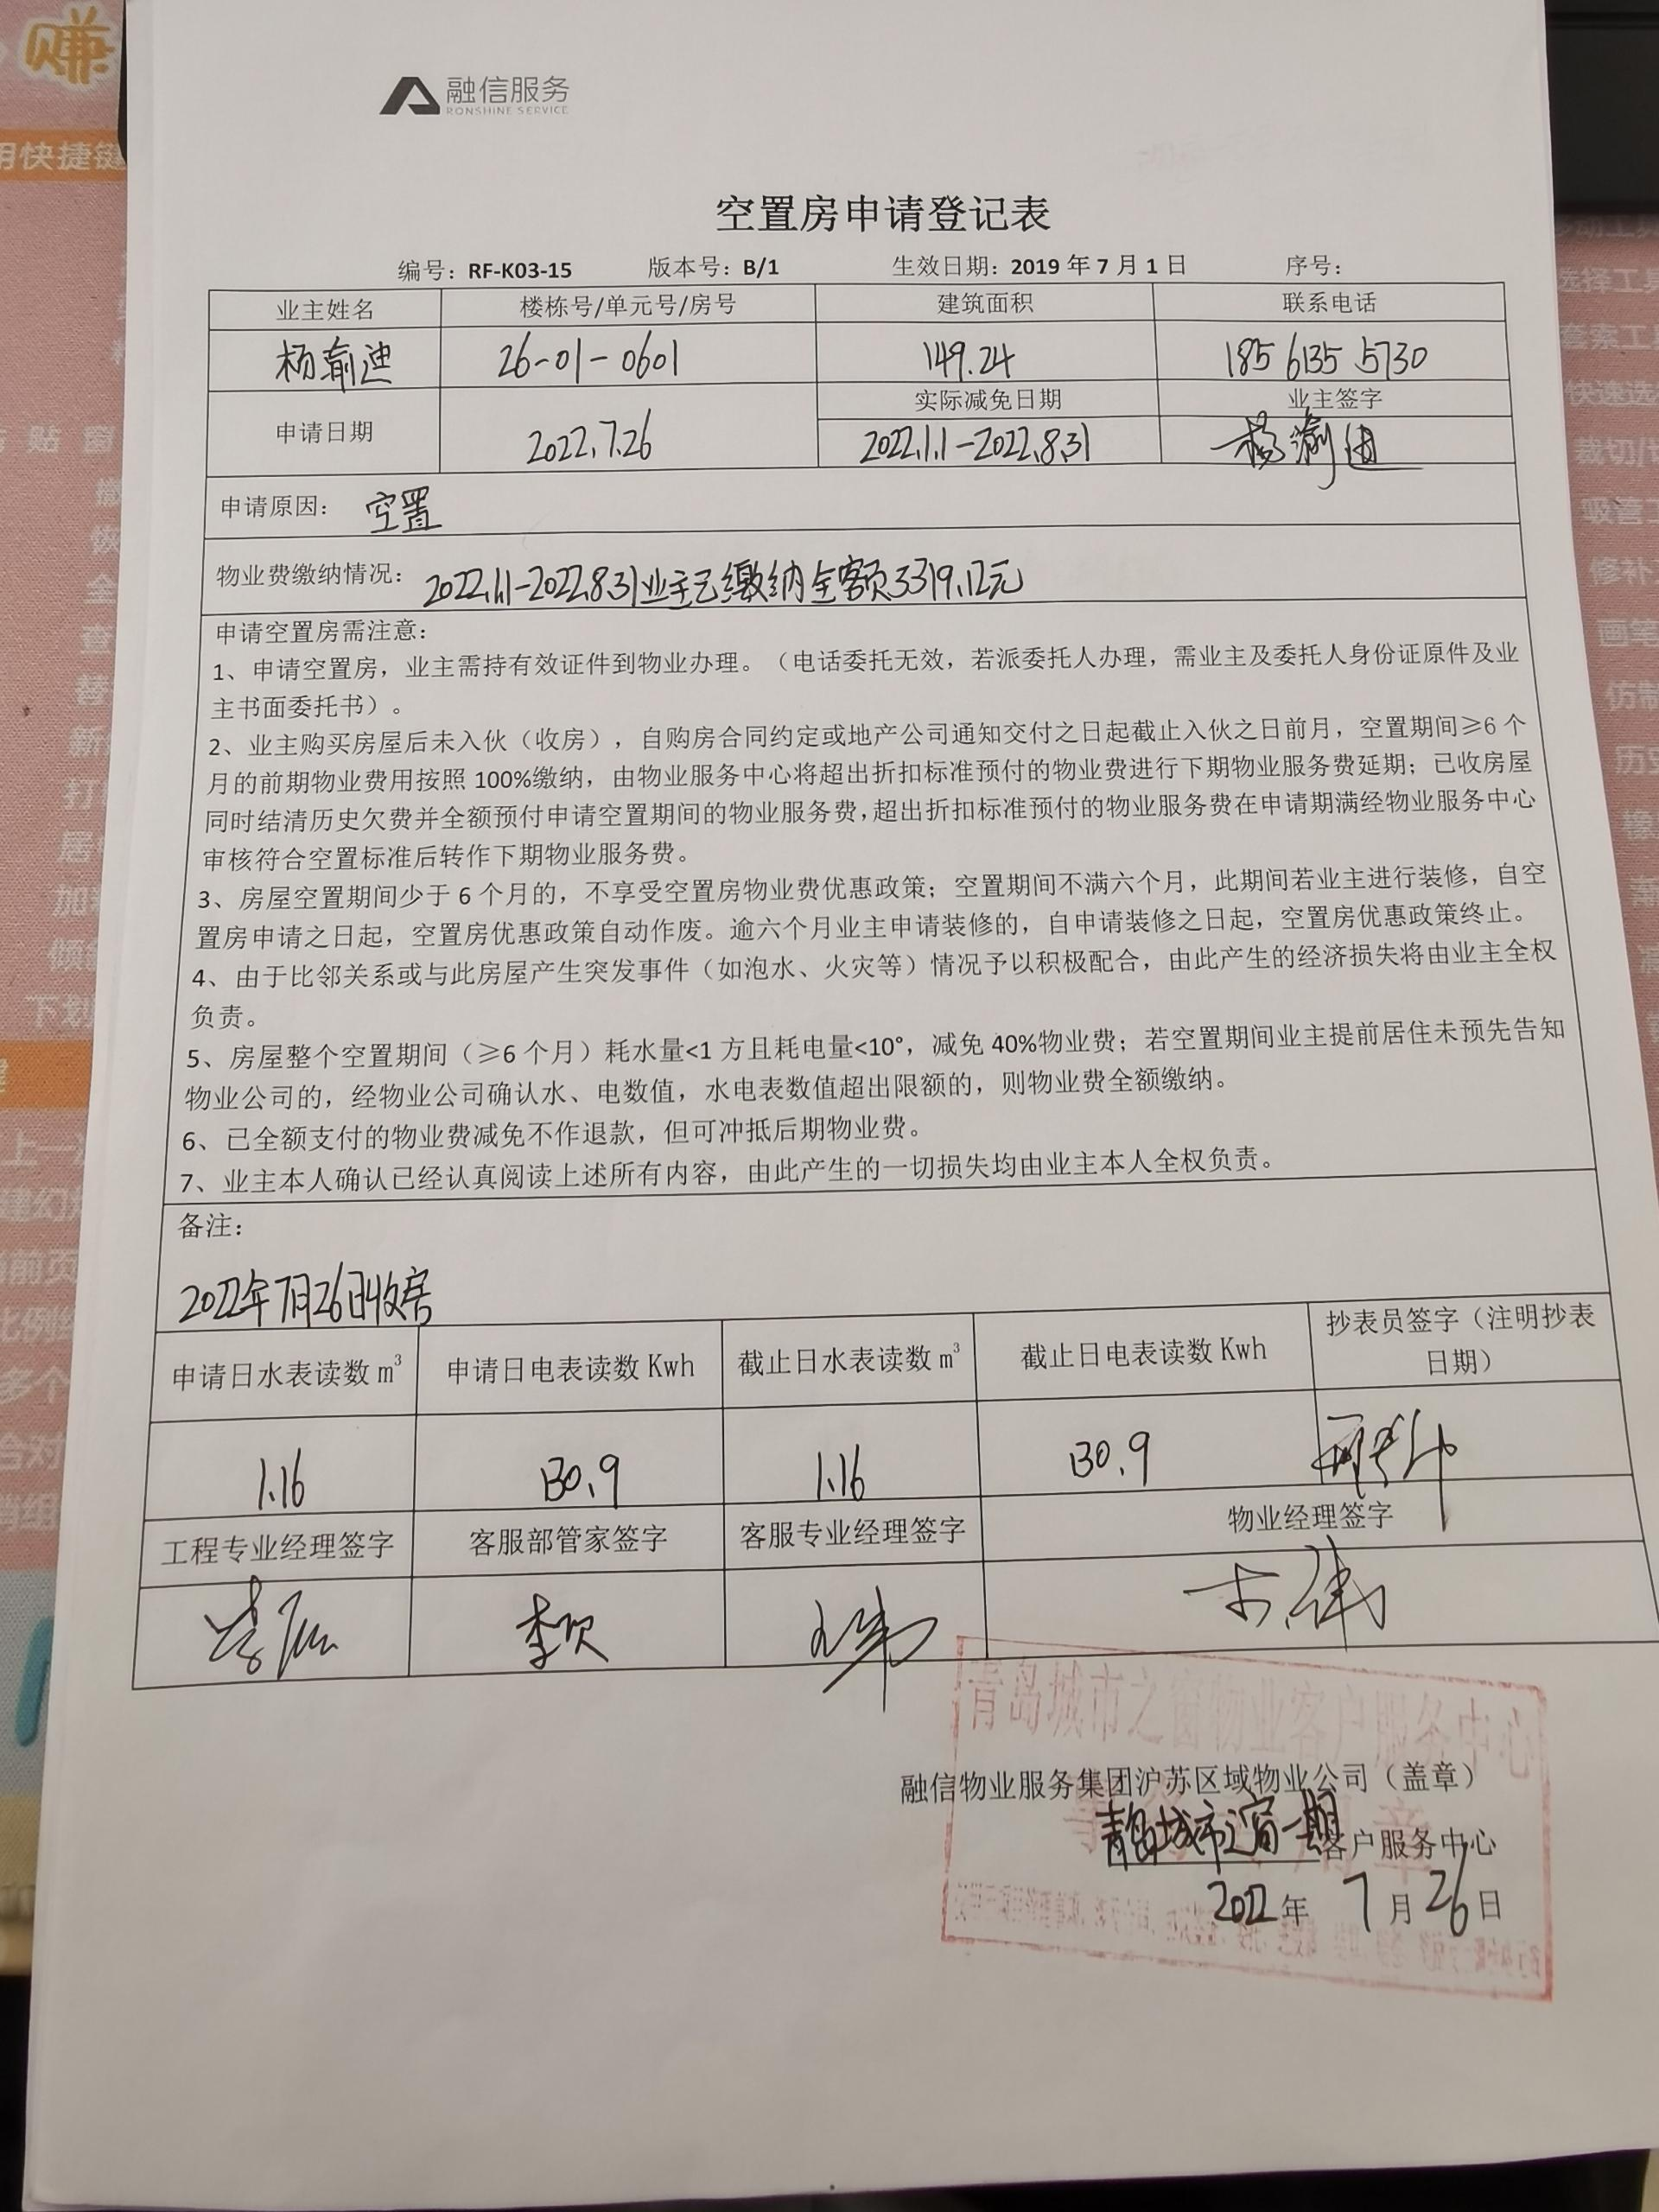 赚
用快捷键
融信服务
RONSHINE SERVICE
空置房申请登记表
编号：RF-K03-15 版本号：B/1 生效日期：2019 年 7 月 1 日 序号：
业主姓名 楼栋号/单元号/房号 建筑面积 联系电话
杨瀚迪 26-01-0601 149.24 185 6135 5730
申请日期 2022.7.26 实际减免日期 业主签字
2022.1.1-2022.8.31
申请原因： 空置
物业费缴纳情况： 2022.1.1-2022.8.31业主已缴纳全额3319.12元
申请空置房需注意：
1、申请空置房，业主需持有效证件到物业办理。（电话委托无效，若派委托人办理，需业主及委托人身份证原件及业
主书面委托书）。
2、业主购买房屋后未入伙（收房），自购房合同约定或地产公司通知交付之日起截止入伙之日前月，空置期间≥6 个
月的前期物业费用按照 100%缴纳，由物业服务中心将超出折扣标准预付的物业费进行下期物业服务费延期；已收房屋
同时结清历史欠费并全额预付申请空置期间的物业服务费，超出折扣标准预付的物业服务费在申请期满经物业服务中心
审核符合空置标准后转作下期物业服务费。
3、房屋空置期间少于 6 个月的，不享受空置房物业费优惠政策；空置期间不满六个月，此期间若业主进行装修，自空
置房申请之日起，空置房优惠政策自动作废。逾六个月业主申请装修的，自申请装修之日起，空置房优惠政策终止。
4、由于比邻关系或与此房屋产生突发事件（如泡水、火灾等）情况予以积极配合，由此产生的经济损失将由业主全权
负责。
5、房屋整个空置期间（≥6 个月）耗水量<1 方且耗电量<10°，减免 40%物业费；若空置期间业主提前居住未预先告知
物业公司的，经物业公司确认水、电数值，水电表数值超出限额的，则物业费全额缴纳。
6、已全额支付的物业费减免不作退款，但可冲抵后期物业费。
7、业主本人确认已经认真阅读上述所有内容，由此产生的一切损失均由业主本人全权负责。
备注：
2022年7月26日收房
申请日水表读数 m³ 申请日电表读数 Kwh 截止日水表读数 m³ 截止日电表读数 Kwh 抄表员签字（注明抄表
日期）
1.16 130.9 1.16 130.9
工程专业经理签字 客服部管家签字 客服专业经理签字 物业经理签字
李欣
青岛城市之窗物业客户服务中心
融信物业服务集团沪苏区域物业公司（盖章）
青岛城市之窗一期客户服务中心
2022 年 7 月 26 日